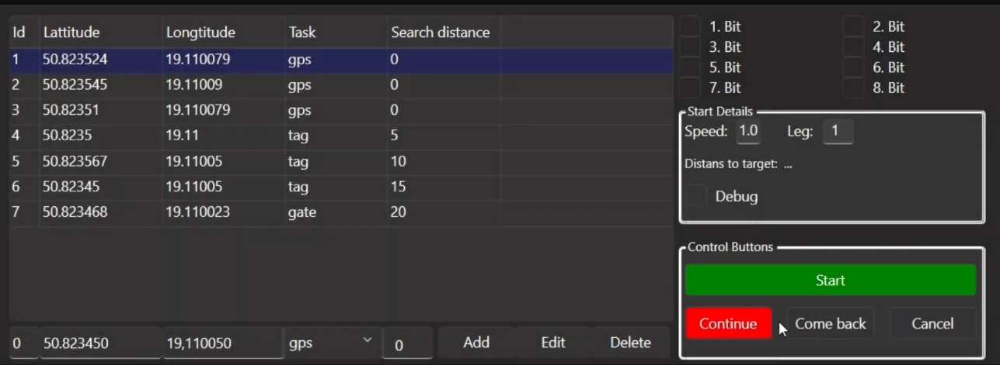 Id Lattitude Longtitude Task Search distance
1 50.823524 19.110079 gps 0
2 50.823545 19.11009 gps 0
3 50.82351 19.110079 gps 0
4 50.8235 19.11 tag 5
5 50.823567 19.11005 tag 10
6 50.82345 19.11005 tag 15
7 50.823468 19.110023 gate 20
0 50.823450 19,110050 gps 0 Add Edit Delete
1. Bit 2. Bit
3. Bit 4. Bit
5. Bit 6. Bit
7. Bit 8. Bit
Start Details
Speed: 1.0 Leg: 1
Distans to target: ...
Debug
Control Buttons
Start
Continue Come back Cancel